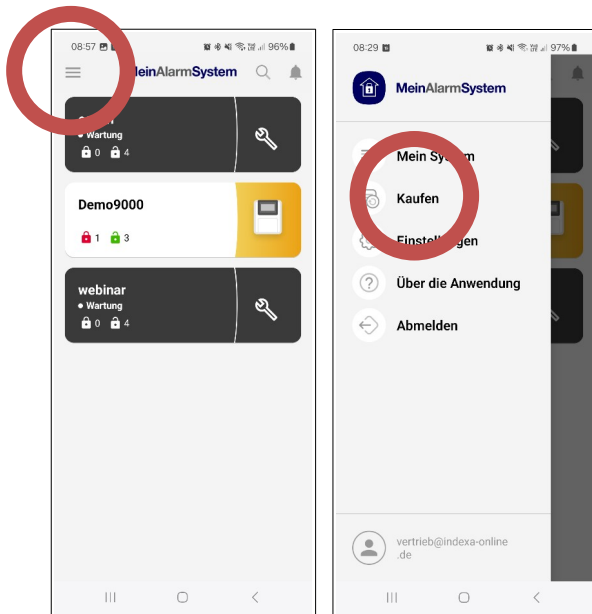 08:57
96%
einAlarmSystem
Wartung
0 4
Demo9000
1 3
webinar
Wartung
0 4
08:29
97%
MeinAlarmSystem
Mein System
Kaufen
Einstellungen
Über die Anwendung
Abmelden
vertrieb@indexa-online
.de